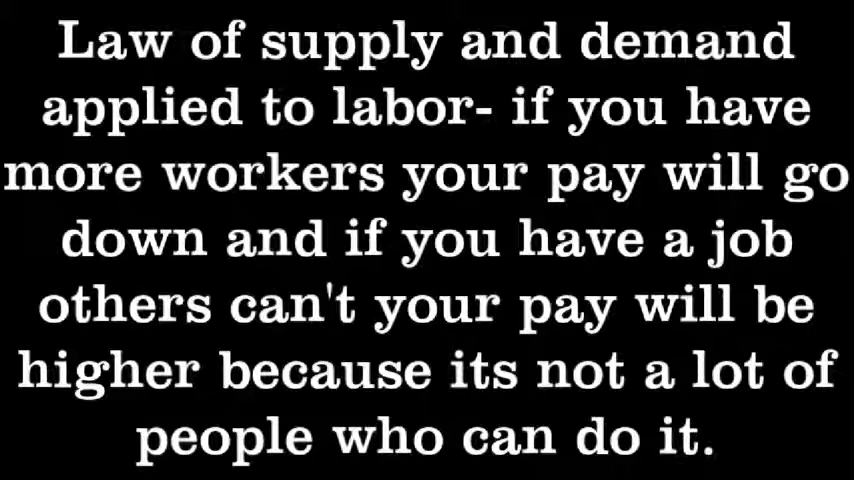 Law of supply and demand
applied to labor- if you have
more workers your pay will go
down and if you have a job
others can't your pay will be
higher because its not a lot of
people who can do it.